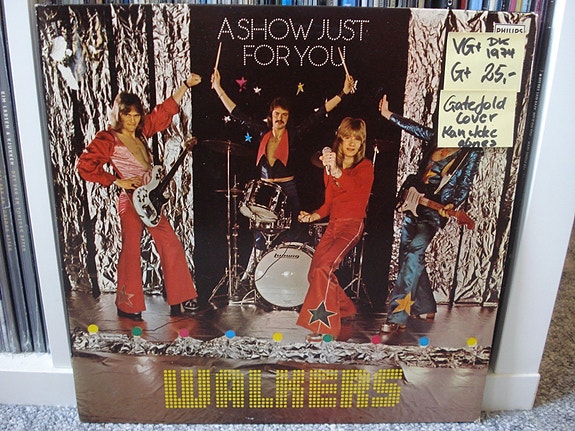 A SHOW JUST
FOR YOU
PHILIPS
VG+ DK
1974
G+ 25,-
Gatefold
Cover
Kan ikke
åbnes
WALKERS